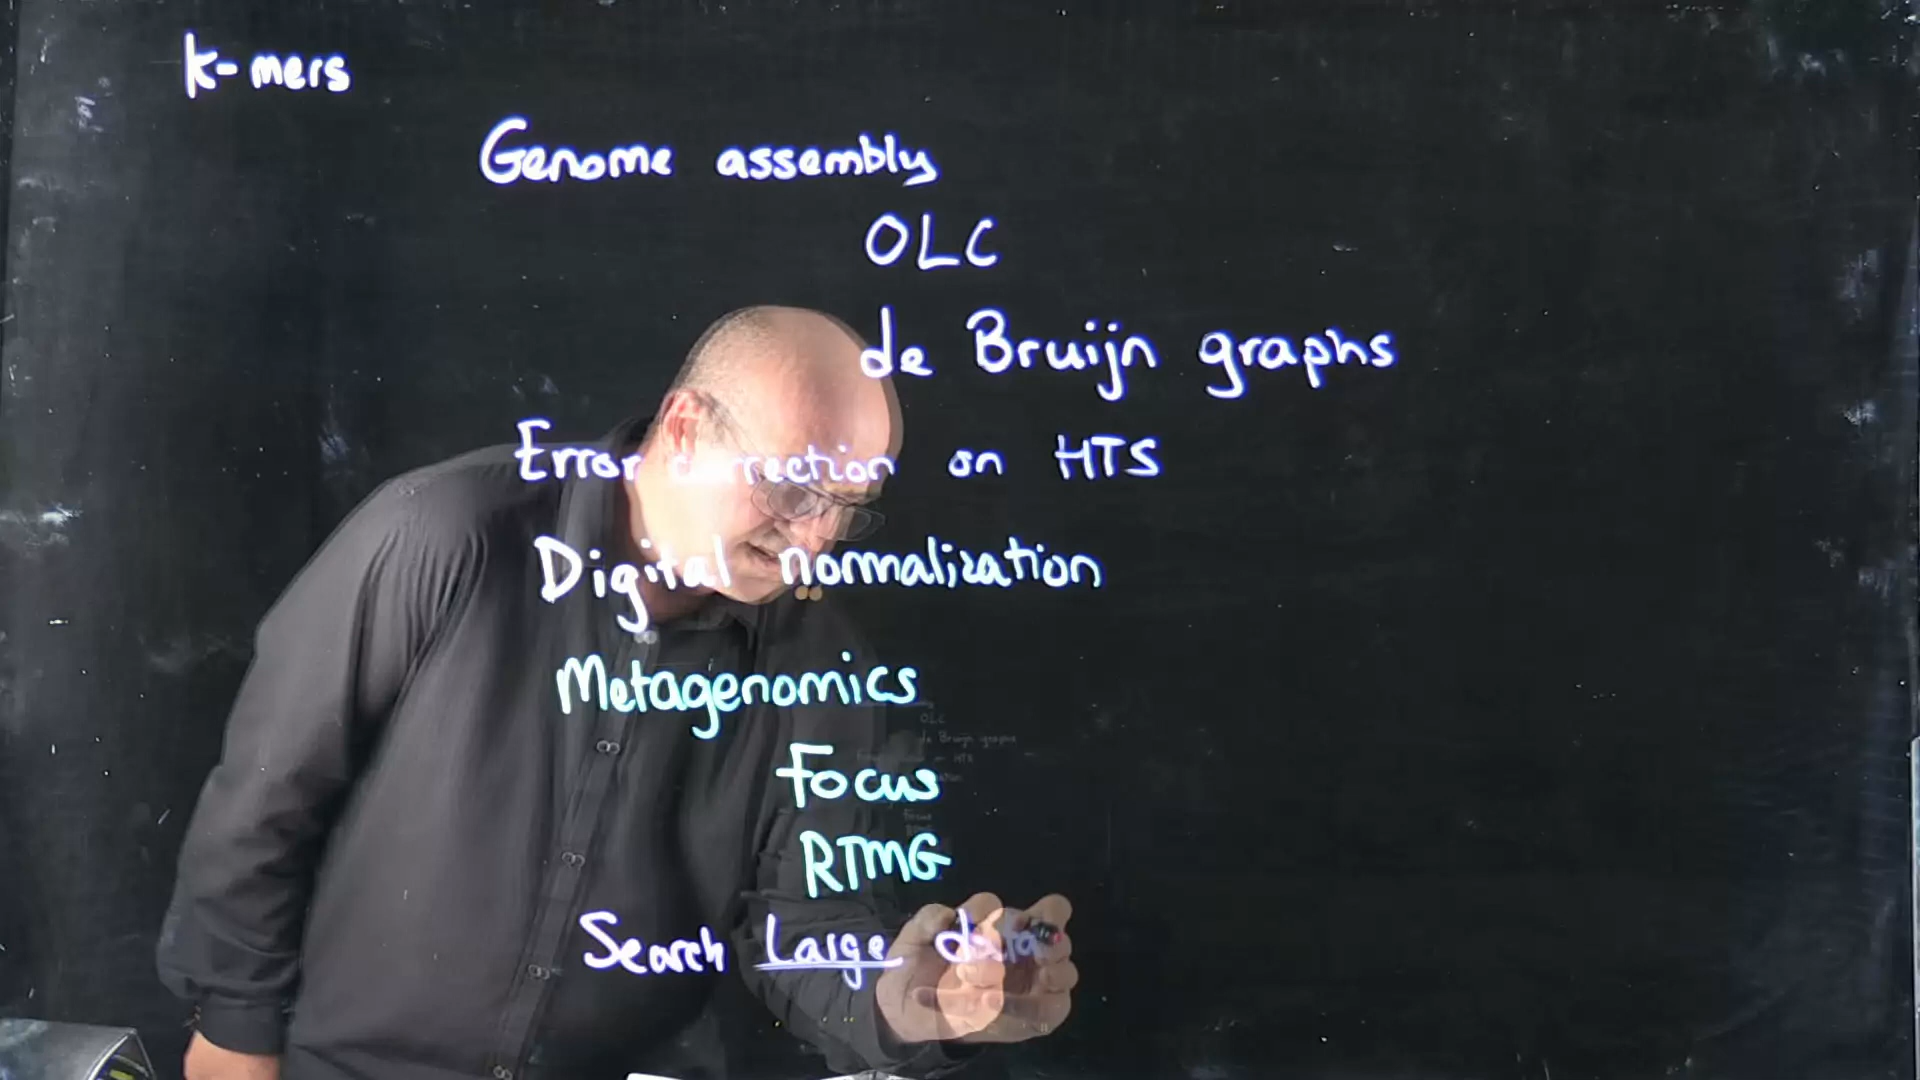 k-mers
Genome assembly
OLC
de Bruijn graphs
Error correction on HTS
Digital normalization
Metagenomics
Focus
RTMG
Search Large data